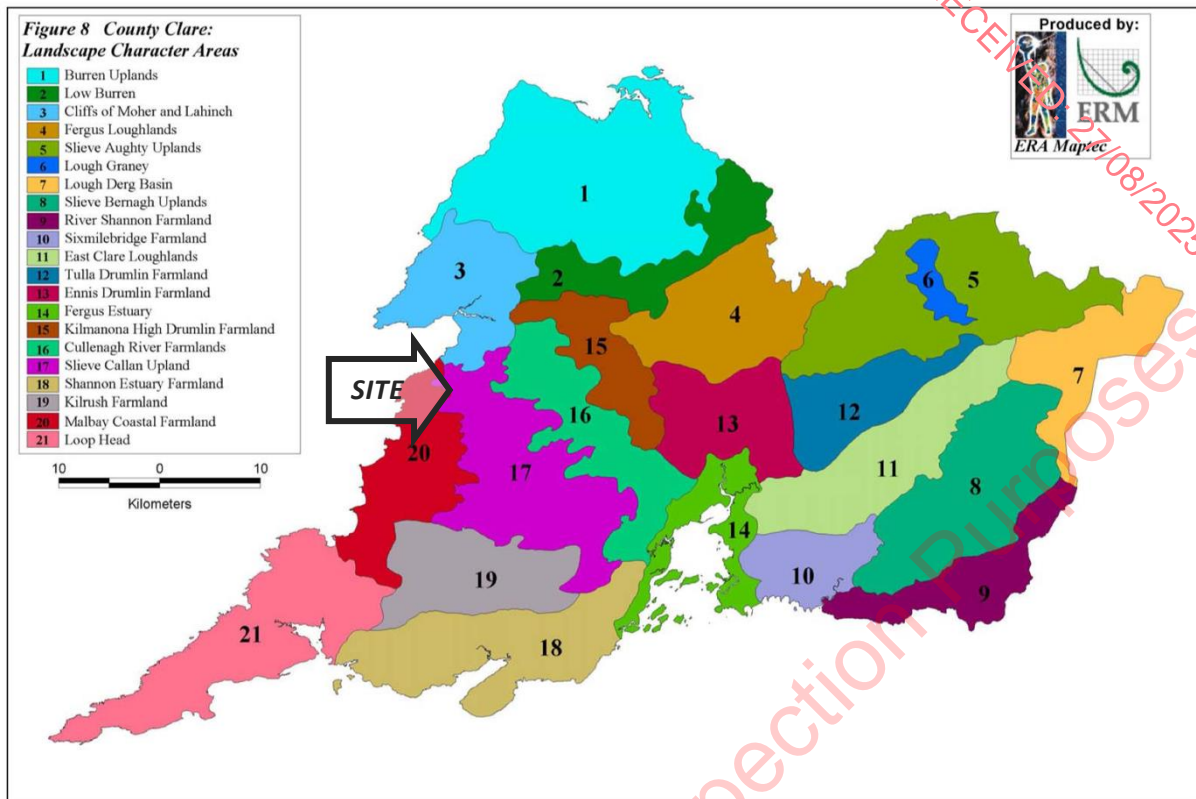 Figure 8 County Clare:
Landscape Character Areas
1 Burren Uplands
2 Low Burren
3 Cliffs of Moher and Lahinch
4 Fergus Loughlands
5 Slieve Aughty Uplands
6 Lough Graney
7 Lough Derg Basin
8 Slieve Bernagh Uplands
9 River Shannon Farmland
10 Sixmilebridge Farmland
11 East Clare Loughlands
12 Tulla Drumlin Farmland
13 Ennis Drumlin Farmland
14 Fergus Estuary
15 Kilmanona High Drumlin Farmland
16 Cullenagh River Farmlands
17 Slieve Callan Upland
18 Shannon Estuary Farmland
19 Kilrush Farmland
20 Malbay Coastal Farmland
21 Loop Head
10 0 10
Kilometers
Produced by:
ERM
ERA Maptec
ECEIVED: 27/08/2025
1
3
2
6 5
4
15
7
SITE
16
12
13
20
17
11
8
14
19
10
9
21
18
pection Purposes